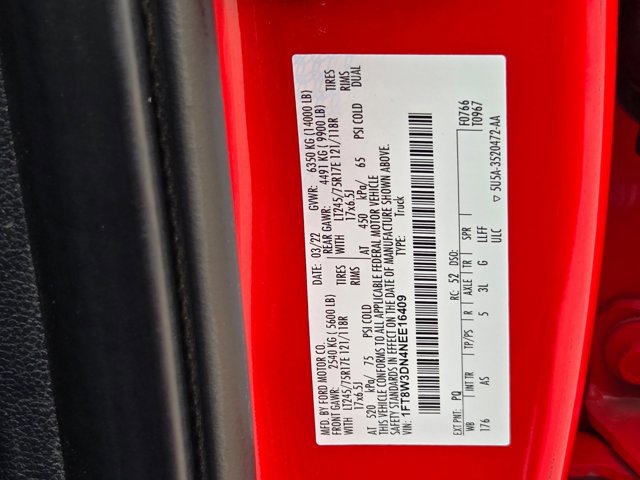 MFD. BY FORD MOTOR CO.
DATE: 03/22 GVWR: 6350 KG (14000 LB)
FRONT GAWR: 2540 KG ( 5600 LB) REAR GAWR: 4491 KG ( 9900 LB)
WITH LT245/75R17E 121/118R TIRES WITH LT245/75R17E 121/118R TIRES
17x6.5J RIMS 17x6.5J RIMS
AT 520 kPa/ 75 PSI COLD AT 450 kPa/ 65 PSI COLD DUAL
THIS VEHICLE CONFORMS TO ALL APPLICABLE FEDERAL MOTOR VEHICLE
STANDARDS IN EFFECT ON THE DATE OF MANUFACTURE SHOWN ABOVE.
VIN: 1FT8W3DN4NEE16409 TYPE: Truck
F0766
T0967
EXT PNT: PQ RC: 52 DSO:
WB INT TR TP/PS R AXLE TR SPR
176 AS 5 3L G LLEF
ULC
▽ 5U5A-3520472-AA